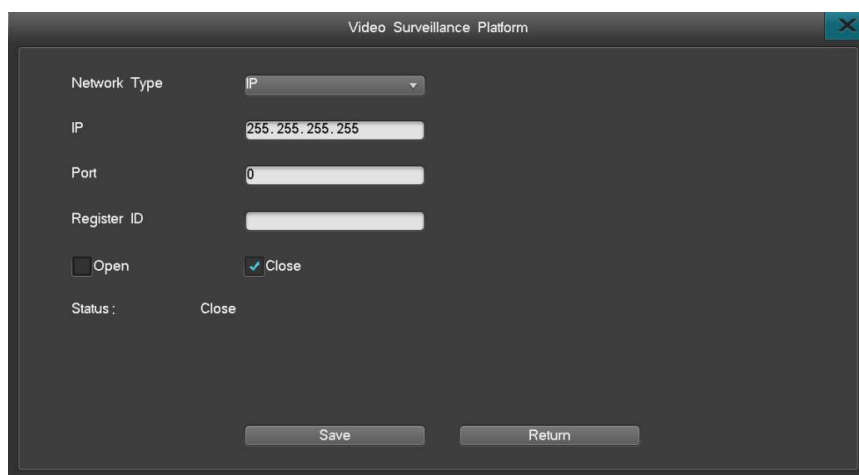 Video Surveillance Platform
Network Type IP
IP 255.255.255.255
Port 0
Register ID
Open Close
Status: Close
Save Return